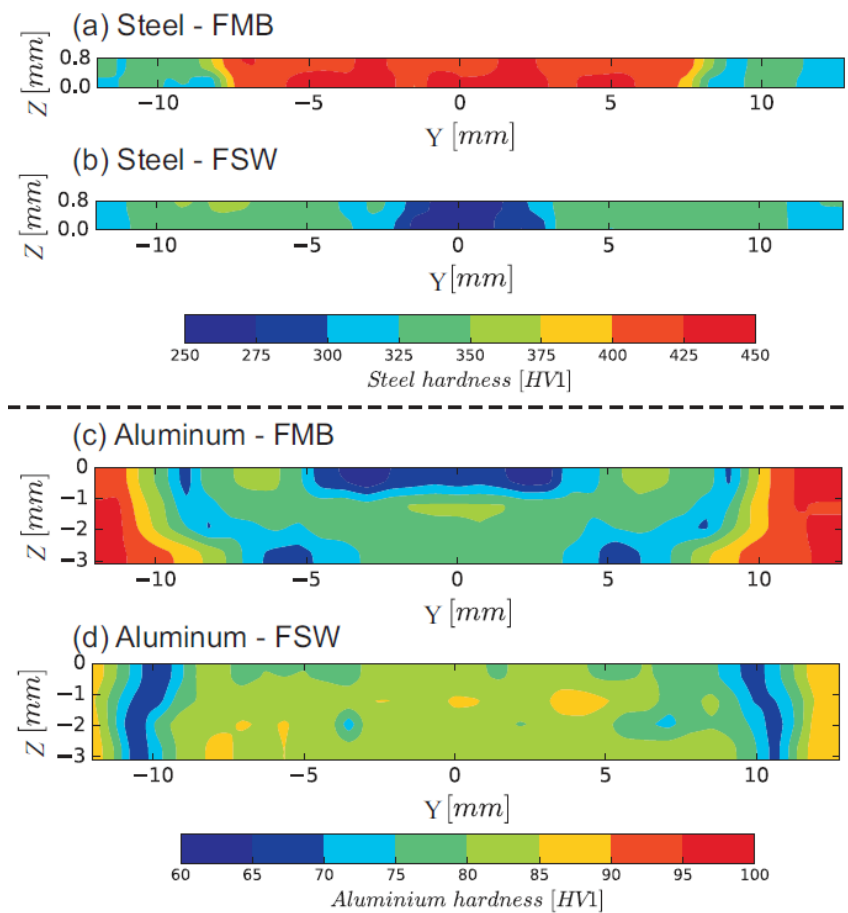 (a) Steel - FMB
0.8
0.0
Z [mm]
−10 −5 0 5 10
Y [mm]
(b) Steel - FSW
0.8
0.0
Z [mm]
−10 −5 0 5 10
Y [mm]
250 275 300 325 350 375 400 425 450
Steel hardness [HV1]
(c) Aluminum - FMB
0
−1
−2
−3
Z [mm]
−10 −5 0 5 10
Y [mm]
(d) Aluminum - FSW
0
−1
−2
−3
Z [mm]
−10 −5 0 5 10
Y [mm]
60 65 70 75 80 85 90 95 100
Aluminium hardness [HV1]